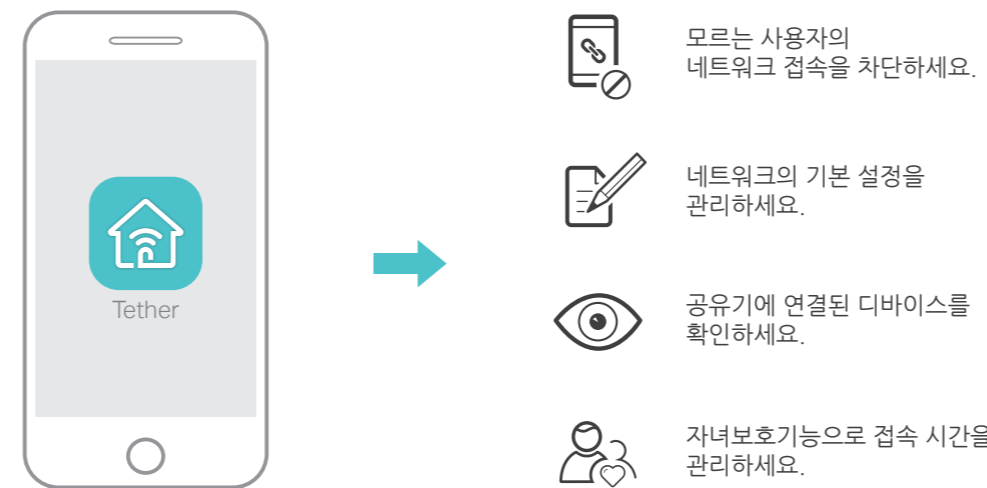 Tether
모르는 사용자의
네트워크 접속을 차단하세요.
네트워크의 기본 설정을
관리하세요.
공유기에 연결된 디바이스를
확인하세요.
자녀보호기능으로 접속 시간을
관리하세요.